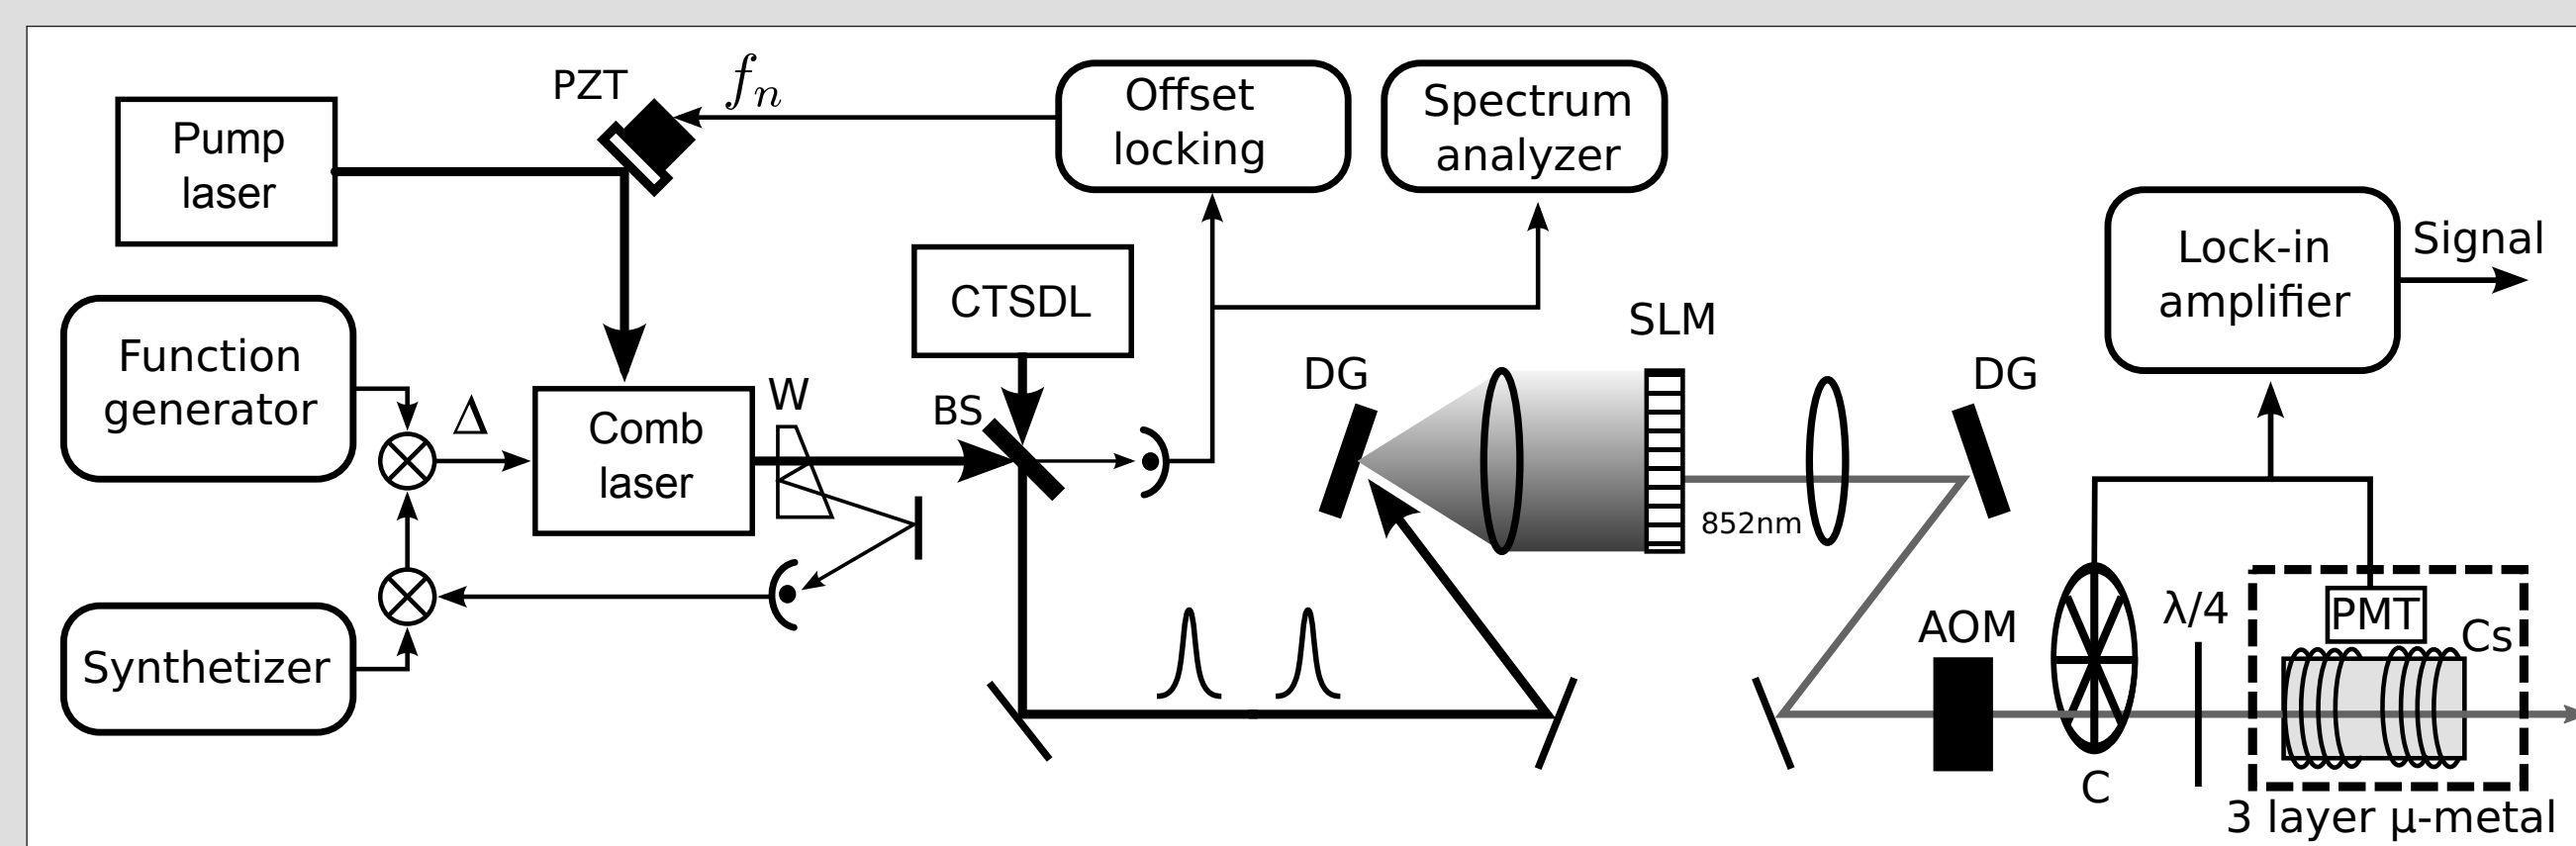 PZT
fn
Offset
locking
Spectrum
analyzer
Pump
laser
Lock-in
amplifier
Signal
CTSDL
SLM
Function
generator
Δ
Comb
laser
W
BS
DG
DG
852nm
Synthetizer
AOM
λ/4
PMT
Cs
C
3 layer μ-metal